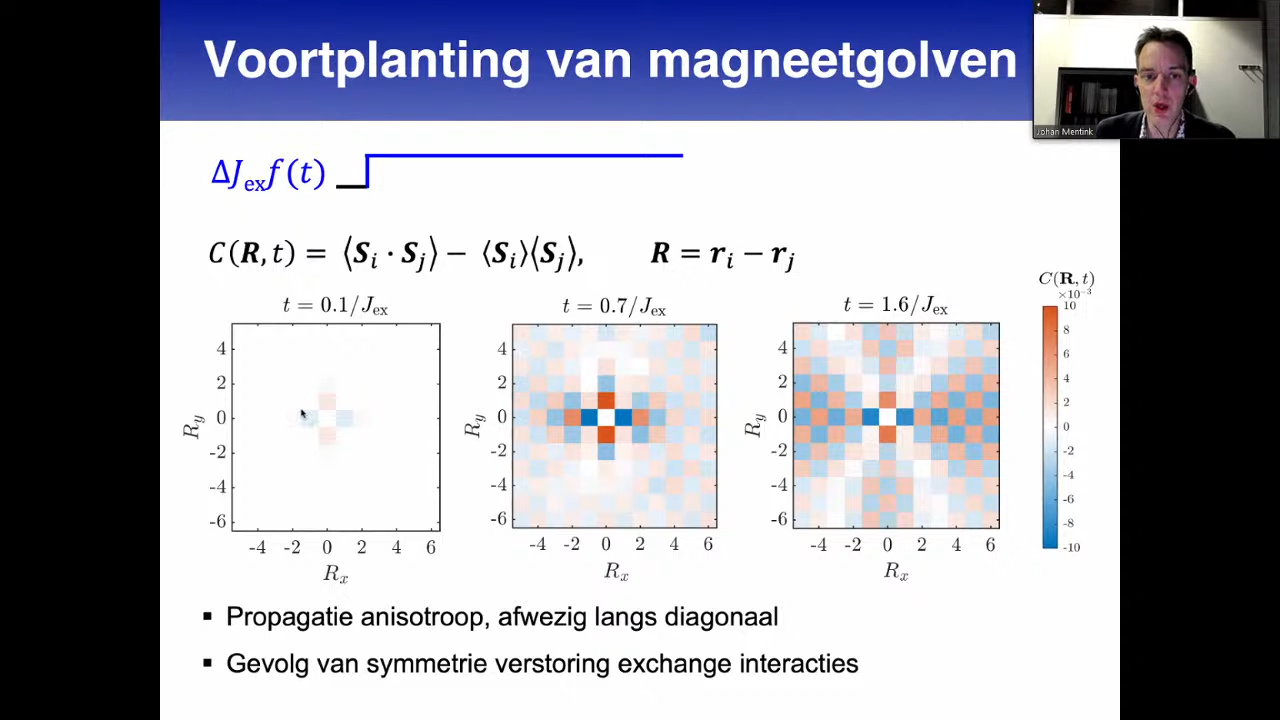 Voortplanting van magneetgolven
Johan Mentink
ΔJ_ex f(t)
C(R, t) = ⟨S_i · S_j⟩ − ⟨S_i⟩⟨S_j⟩, R = r_i − r_j
t = 0.1/J_ex
t = 0.7/J_ex
t = 1.6/J_ex
C(R, t)
×10⁻³
4
2
0
-2
-4
-6
R_y
-4 -2 0 2 4 6
R_x
4
2
0
-2
-4
-6
R_y
-4 -2 0 2 4 6
R_x
4
2
0
-2
-4
-6
R_y
-4 -2 0 2 4 6
R_x
10
8
6
4
2
0
-2
-4
-6
-8
-10
▪ Propagatie anisotroop, afwezig langs diagonaal
▪ Gevolg van symmetrie verstoring exchange interacties